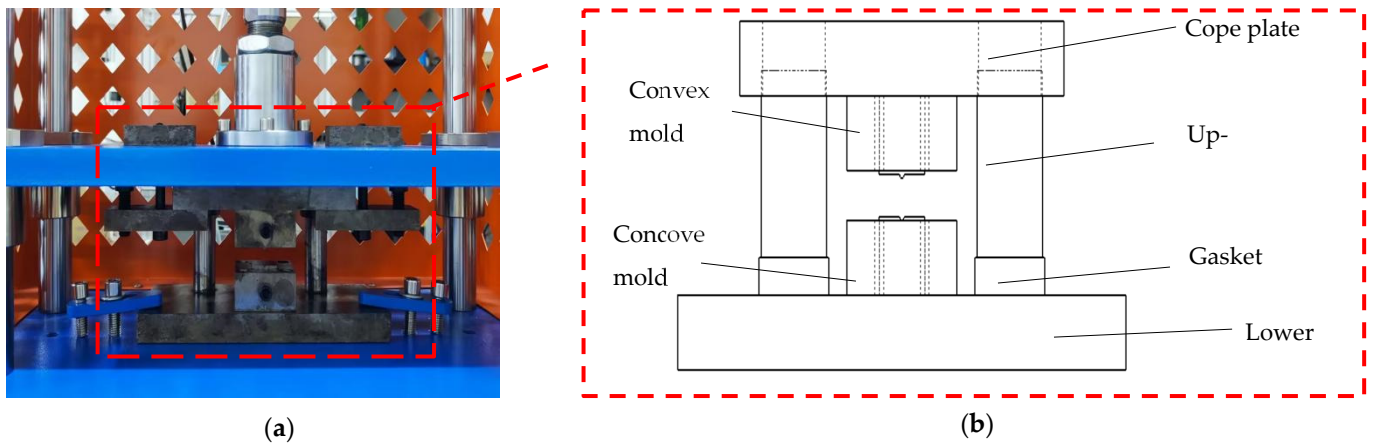 Cope plate
Convex
mold
Up-
Concove
mold
Gasket
Lower
(a)
(b)